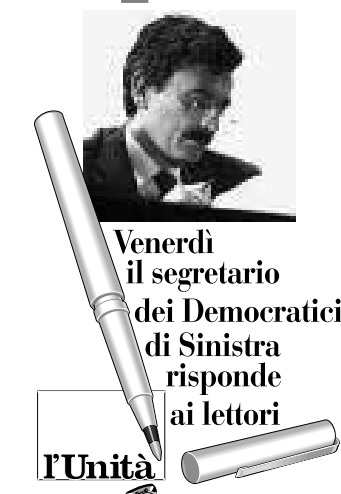 Venerdì
il segretario
dei Democratici
di Sinistra
risponde
ai lettori
l'Unità